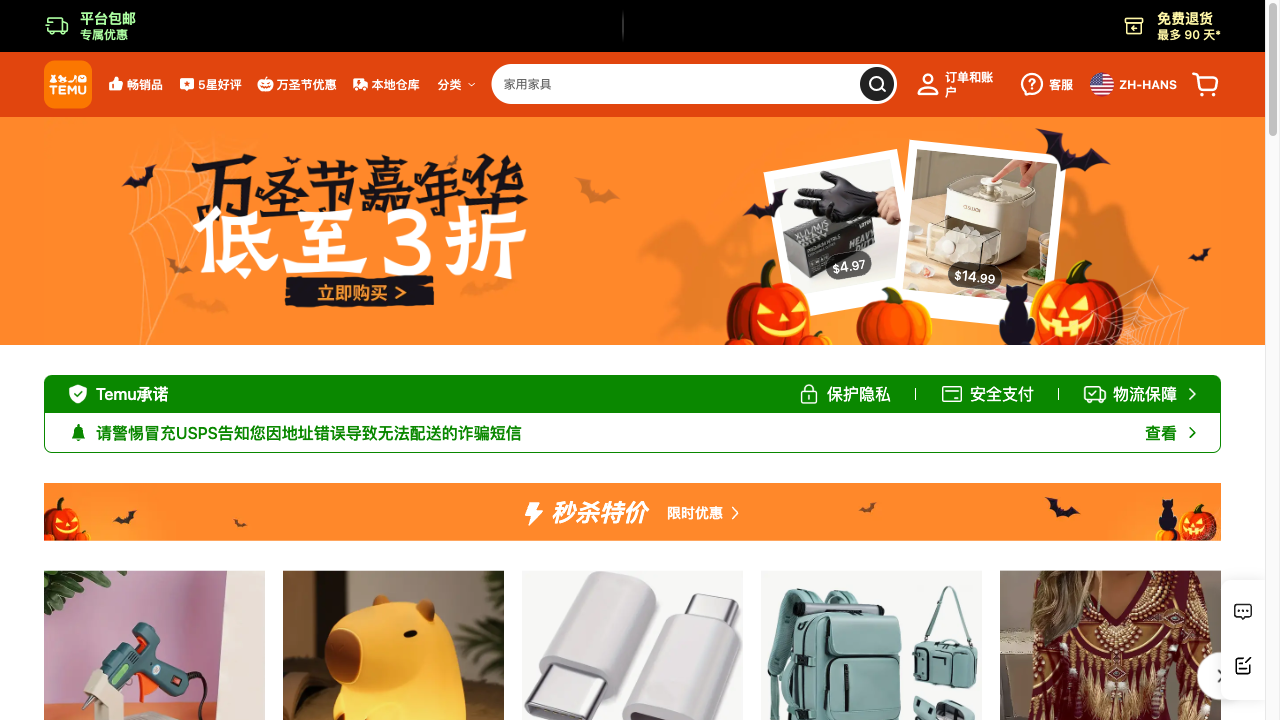 平台包邮
专属优惠
免费退货
最多 90 天*
TEMU
畅销品
5星好评
万圣节优惠
本地仓库
分类
家用家具
订单和账户
客服
ZH-HANS
万圣节嘉年华
低至3折
立即购买 >
$4.97
$14.99
Temu承诺
保护隐私
安全支付
物流保障
请警惕冒充USPS告知您因地址错误导致无法配送的诈骗短信
查看
秒杀特价
限时优惠